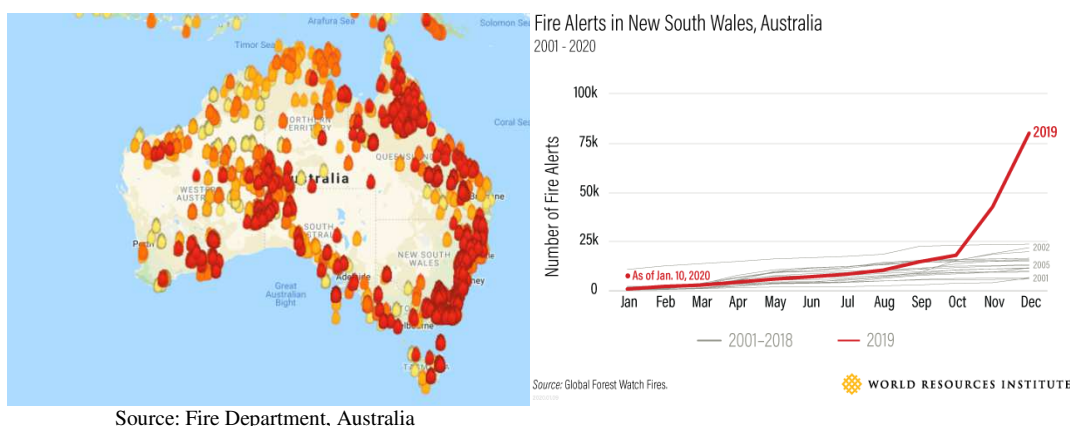 Arafura Sea
Solomon Sea
Timor Sea
Coral Sea
NORTHERN
TERRITORY
QUEENSLAND
WESTERN
AUSTRALIA
SOUTH
NEW SOUTH
WALES
Perth
Adelaide
Great
Australian
Bight
Source: Fire Department, Australia
Fire Alerts in New South Wales, Australia
2001 - 2020
Number of Fire Alerts
100k
75k
50k
25k
0
2019
2002
2005
2001
As of Jan. 10, 2020
Jan Feb Mar Apr May Jun Jul Aug Sep Oct Nov Dec
2001–2018 2019
Source: Global Forest Watch Fires.
WORLD RESOURCES INSTITUTE